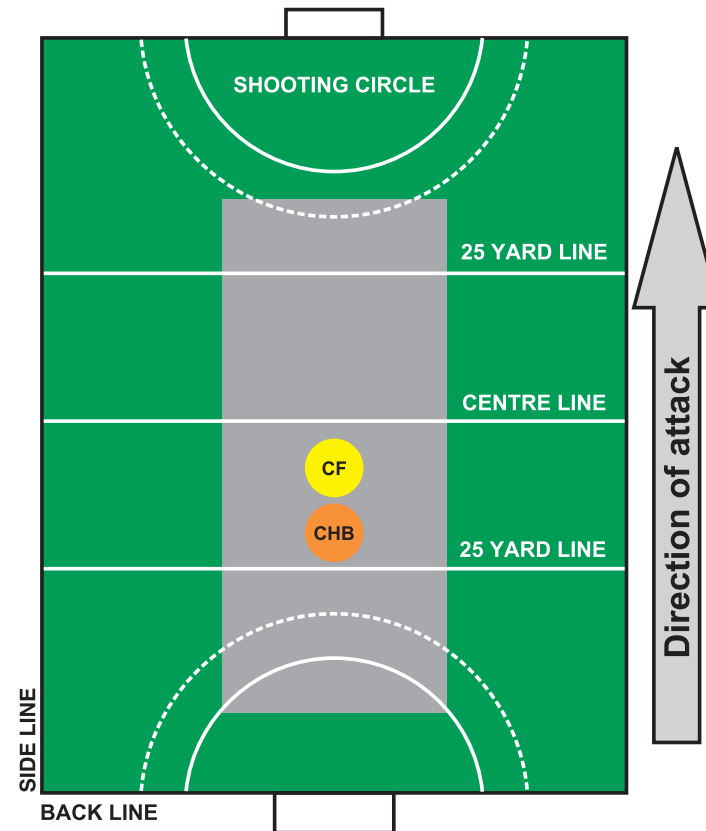 SHOOTING CIRCLE
25 YARD LINE
CENTRE LINE
CF
CHB
25 YARD LINE
Direction of attack
SIDE LINE
BACK LINE